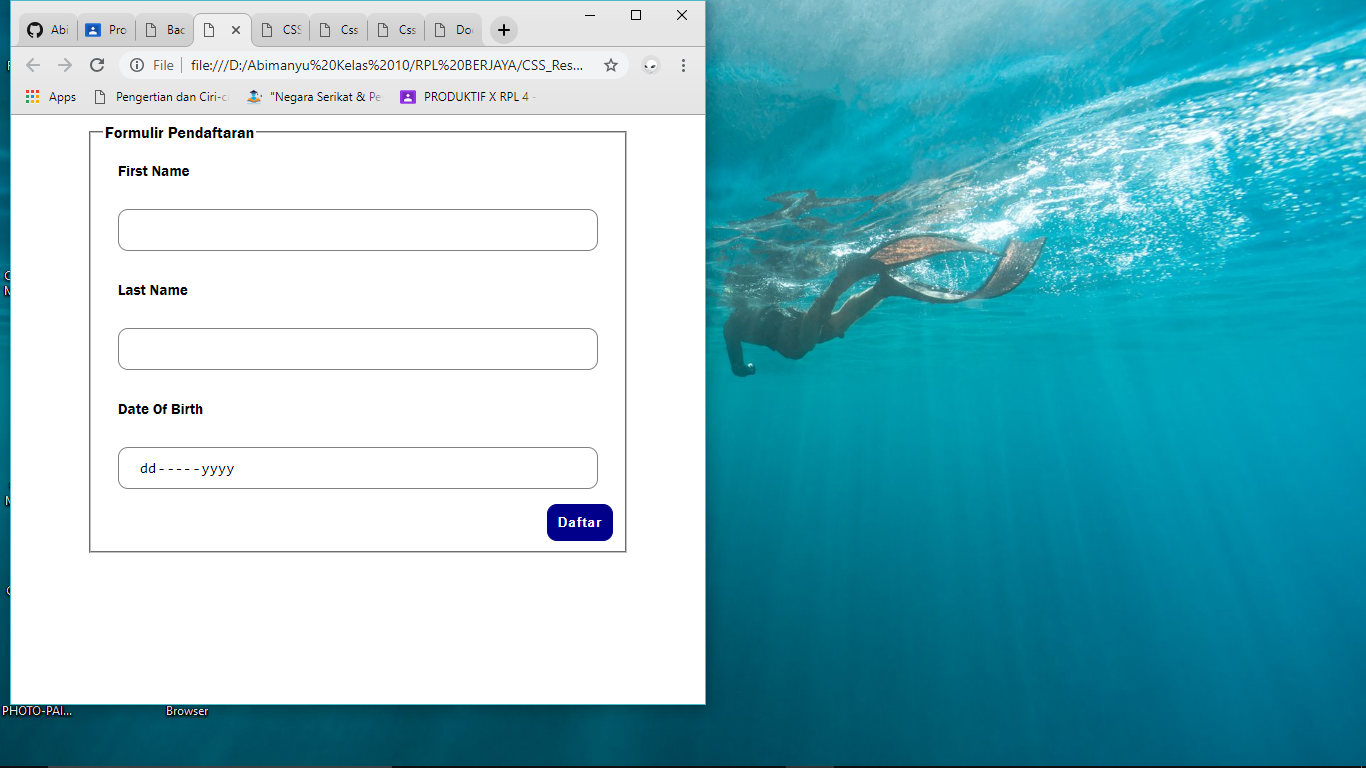 Abi Pro Bac CSS Css Css Do
File file:///D:/Abimanyu%20Kelas%2010/RPL%20BERJAYA/CSS_Res...
Apps Pengertian dan Ciri-c "Negara Serikat & Pe PRODUKTIF X RPL 4 -
Formulir Pendaftaran
First Name
Last Name
Date Of Birth
dd-----yyyy
Daftar
PHOTO-PAI... Browser